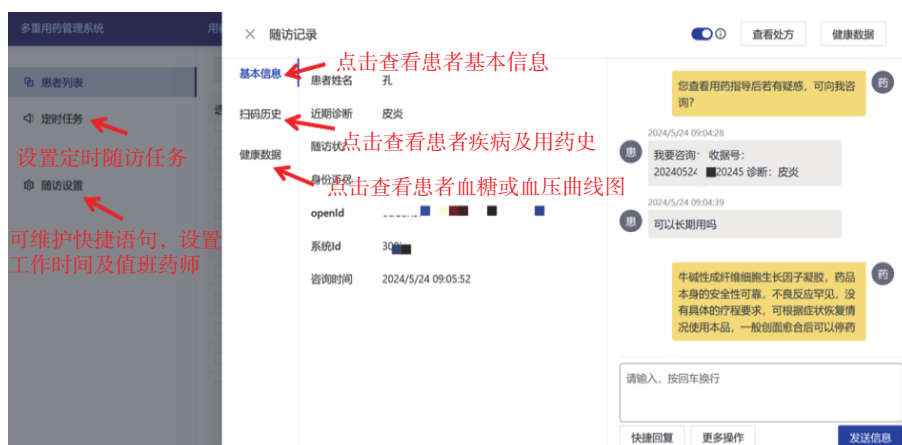 多重用药管理系统
用
患者列表
定时任务
设置定时随访任务
随访设置
可维护快捷语句，设置
工作时间及值班药师
随访记录
基本信息
点击查看患者基本信息
患者姓名 孔
扫码历史
近期诊断 皮炎
点击查看患者疾病及用药史
健康数据
点击查看患者血糖或血压曲线图
openId
系统Id 300
咨询时间 2024/5/24 09:05:52
查看处方
健康数据
您查看用药指导后若有疑惑，可向我咨
询?
药
2024/5/24 09:04:28
患
我要咨询: 收据号:
20240524 20245 诊断: 皮炎
2024/5/24 09:04:39
患
可以长期用吗
牛碱性成纤维细胞生长因子凝胶，药品
本身的安全性可靠，不良反应罕见，没
有具体的疗程要求，可根据症状恢复情
况使用本品，一般创面愈合后可以停药
药
请输入，按回车换行
快捷回复
更多操作
发送信息